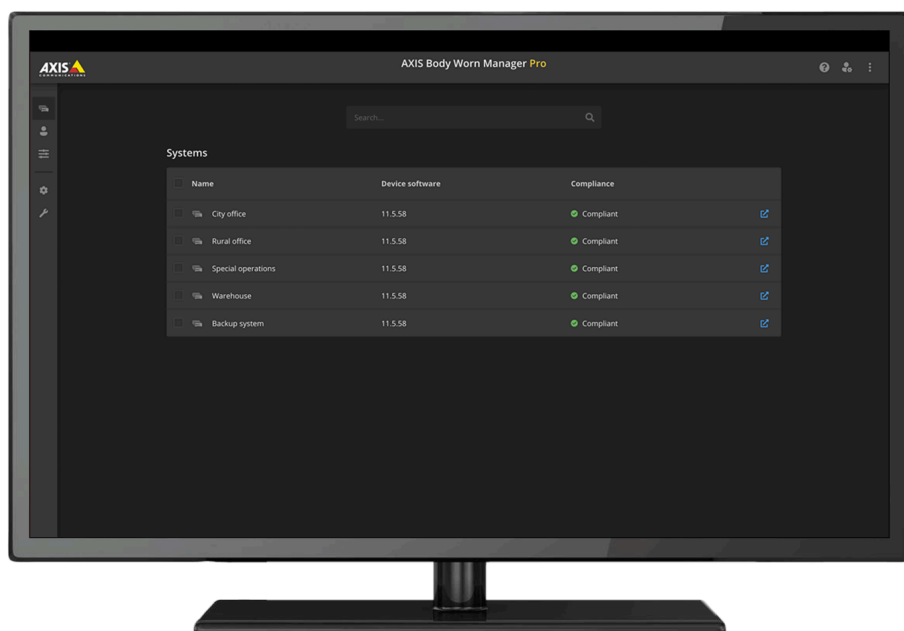 AXIS
COMMUNICATIONS
AXIS Body Worn Manager Pro
Search...
Systems
Name Device software Compliance
City office 11.5.58 Compliant
Rural office 11.5.58 Compliant
Special operations 11.5.58 Compliant
Warehouse 11.5.58 Compliant
Backup system 11.5.58 Compliant